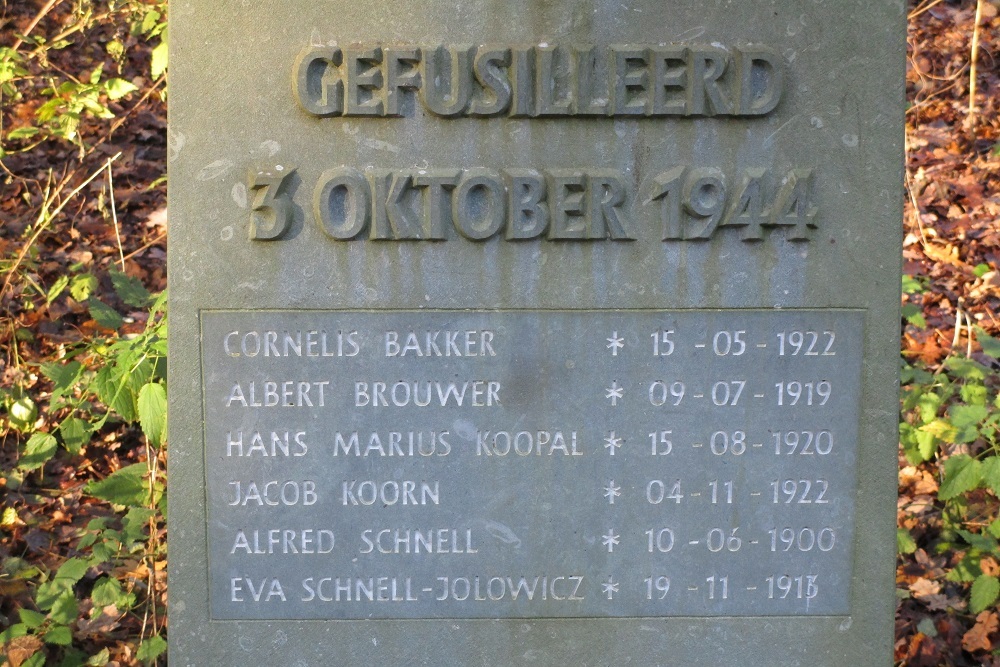 GEFUSILLEERD
3 OKTOBER 1944
CORNELIS BAKKER * 15 - 05 - 1922
ALBERT BROUWER * 09 - 07 - 1919
HANS MARIUS KOOPAL * 15 - 08 - 1920
JACOB KOORN * 04 - 11 - 1922
ALFRED SCHNELL * 10 - 06 - 1900
EVA SCHNELL-JOLOWICZ * 19 - 11 -